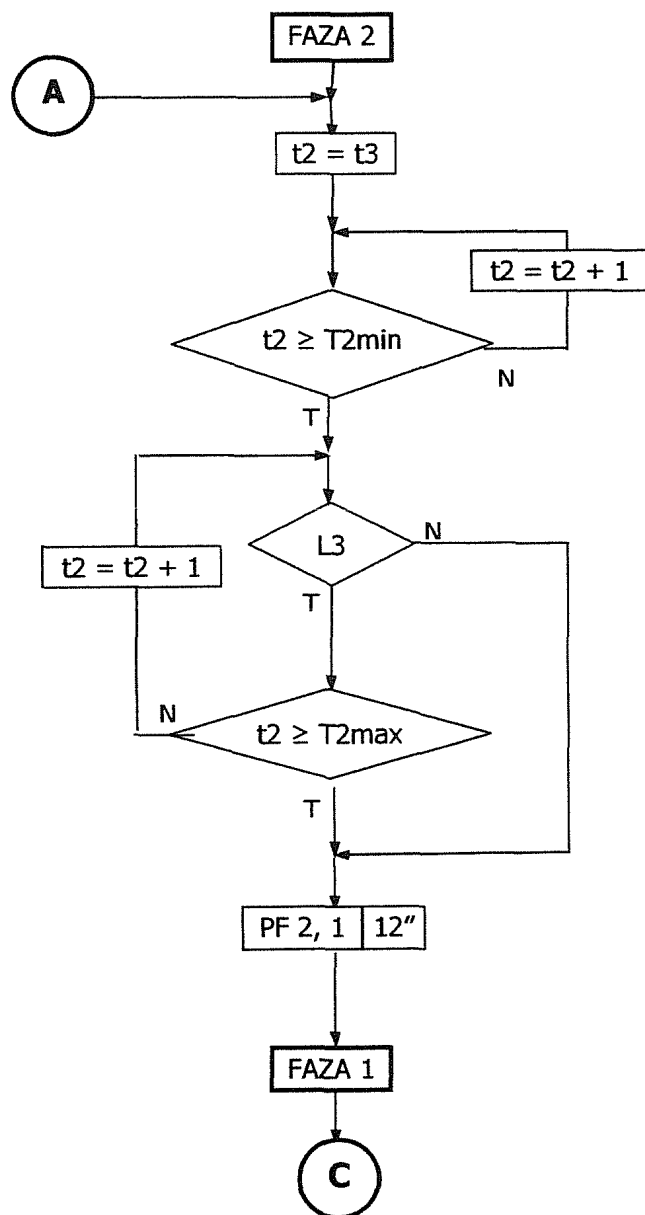 FAZA 2
A
t2 = t3
t2 = t2 + 1
t2 ≥ T2min
N
T
L3
N
t2 = t2 + 1
T
N
t2 ≥ T2max
T
PF 2, 1 12"
FAZA 1
C